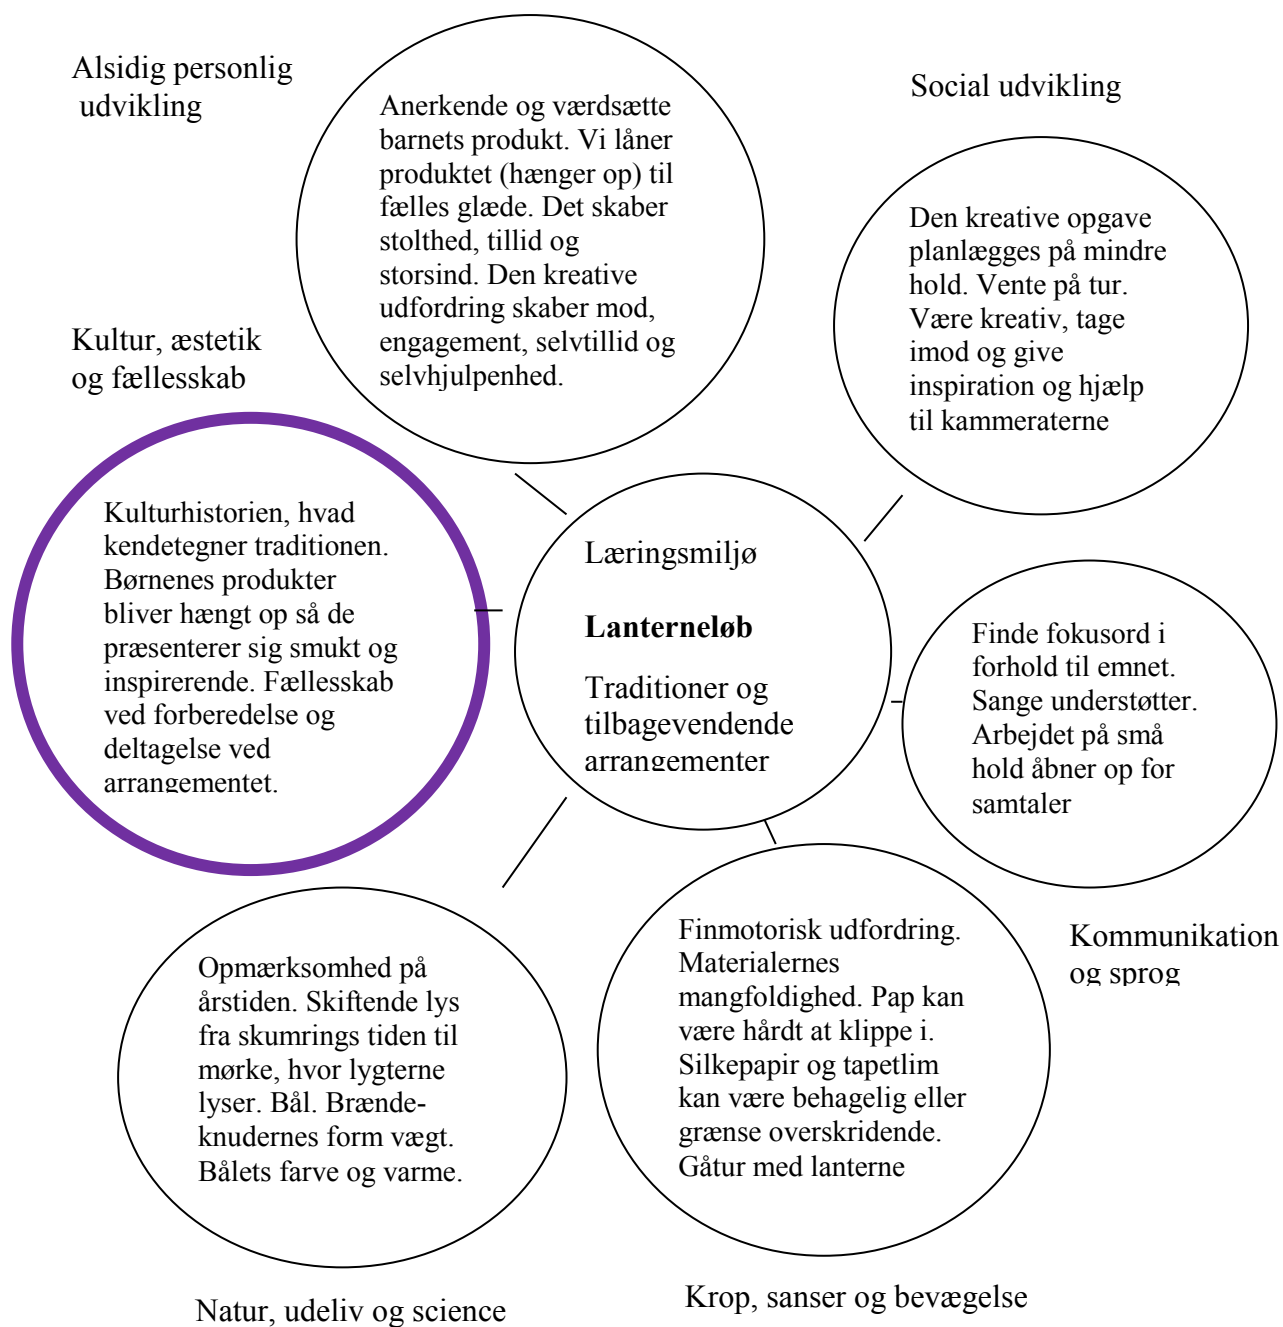 Alsidig personlig
udvikling
Anerkende og værdsætte
barnets produkt. Vi låner
produktet (hænger op) til
fælles glæde. Det skaber
stolthed, tillid og
storsind. Den kreative
udfordring skaber mod,
engagement, selvtillid og
selvhjulpenhed.
Social udvikling
Den kreative opgave
planlægges på mindre
hold. Vente på tur.
Være kreativ, tage
imod og give
inspiration og hjælp
til kammeraterne
Kultur, æstetik
og fællesskab
Kulturhistorien, hvad
kendetegner traditionen.
Børnenes produkter
bliver hængt op så de
præsenterer sig smukt og
inspirerende. Fællesskab
ved forberedelse og
deltagelse ved
arrangementet.
Læringsmiljø
Lanterneløb
Traditioner og
tilbagevendende
arrangementer
Finde fokusord i
forhold til emnet.
Sange understøtter.
Arbejdet på små
hold åbner op for
samtaler
Kommunikation
og sprog
Opmærksomhed på
årstiden. Skiftende lys
fra skumrings tiden til
mørke, hvor lygterne
lyser. Bål. Brænde-
knudernes form vægt.
Bålets farve og varme.
Natur, udeliv og science
Finmotorisk udfordring.
Materialernes
mangfoldighed. Pap kan
være hårdt at klippe i.
Silkepapir og tapetlim
kan være behagelig eller
grænse overskridende.
Gåtur med lanterne
Krop, sanser og bevægelse